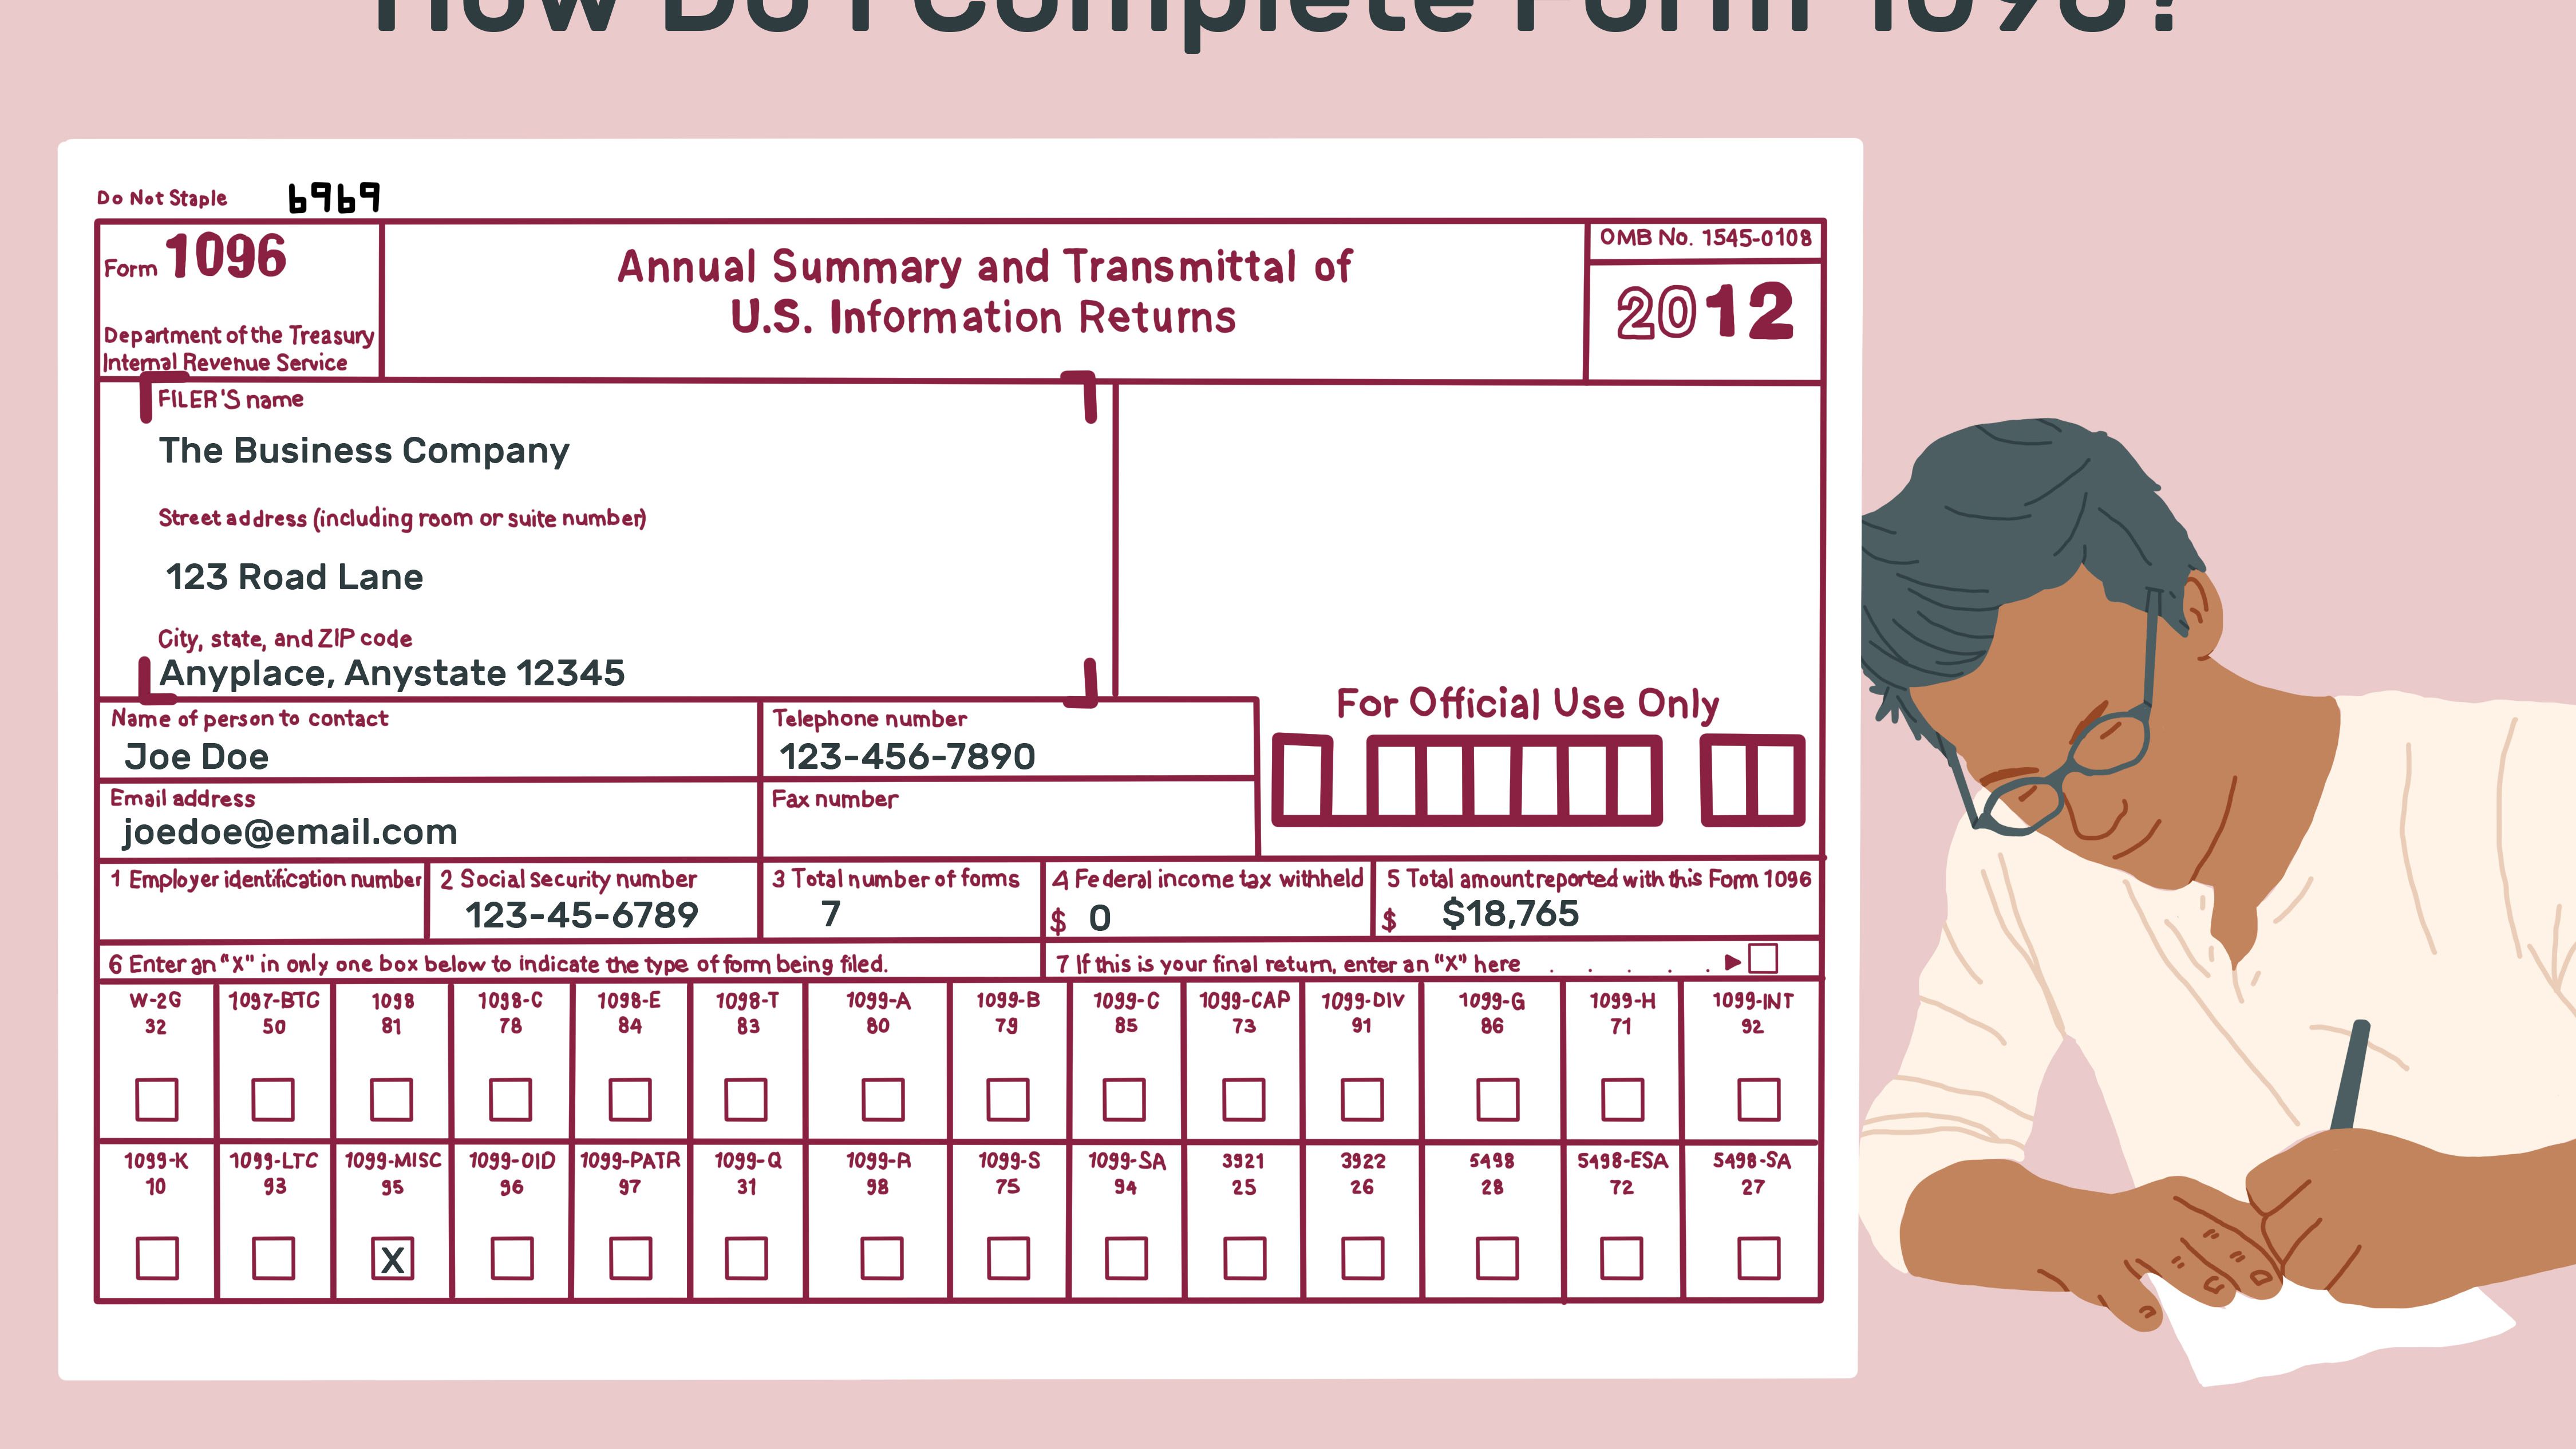 How Do I Complete Form 1096?
Do Not Staple 6969
Form 1096
Department of the Treasury
Internal Revenue Service
Annual Summary and Transmittal of
U.S. Information Returns
OMB No. 1545-0108
2012
FILER'S name
The Business Company
Street address (including room or suite number)
123 Road Lane
City, state, and ZIP code
Anyplace, Anystate 12345
For Official Use Only
Name of person to contact
Joe Doe
Telephone number
123-456-7890
Email address
joedoe@email.com
Fax number
1 Employer identification number
2 Social security number
123-45-6789
3 Total number of forms
7
4 Federal income tax withheld
$ 0
5 Total amount reported with this Form 1096
$ $18,765
6 Enter an "X" in only one box below to indicate the type of form being filed.
7 If this is your final return, enter an "X" here . . . . ▶
W-2G 1097-BTC 1098 1098-C 1098-E 1098-T 1099-A 1099-B 1099-C 1099-CAP 1099-DIV 1099-G 1099-H 1099-INT
32 50 81 78 84 83 80 79 85 73 91 86 71 92
1099-K 1099-LTC 1099-MISC 1099-OID 1099-PATR 1099-Q 1099-R 1099-S 1099-SA 3921 3922 5498 5498-ESA 5498-SA
10 93 95 96 97 31 98 75 94 25 26 28 72 27
X